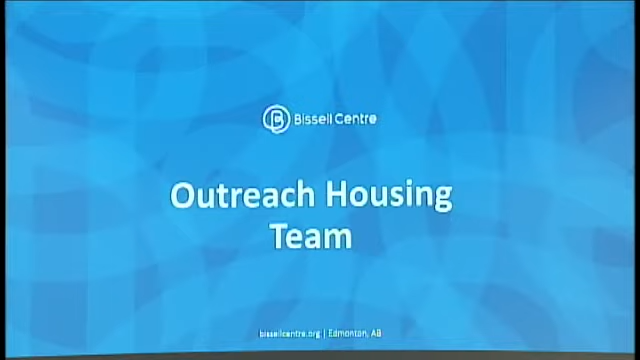 Bissell Centre
Outreach Housing
Team
bissellcentre.org | Edmonton, AB